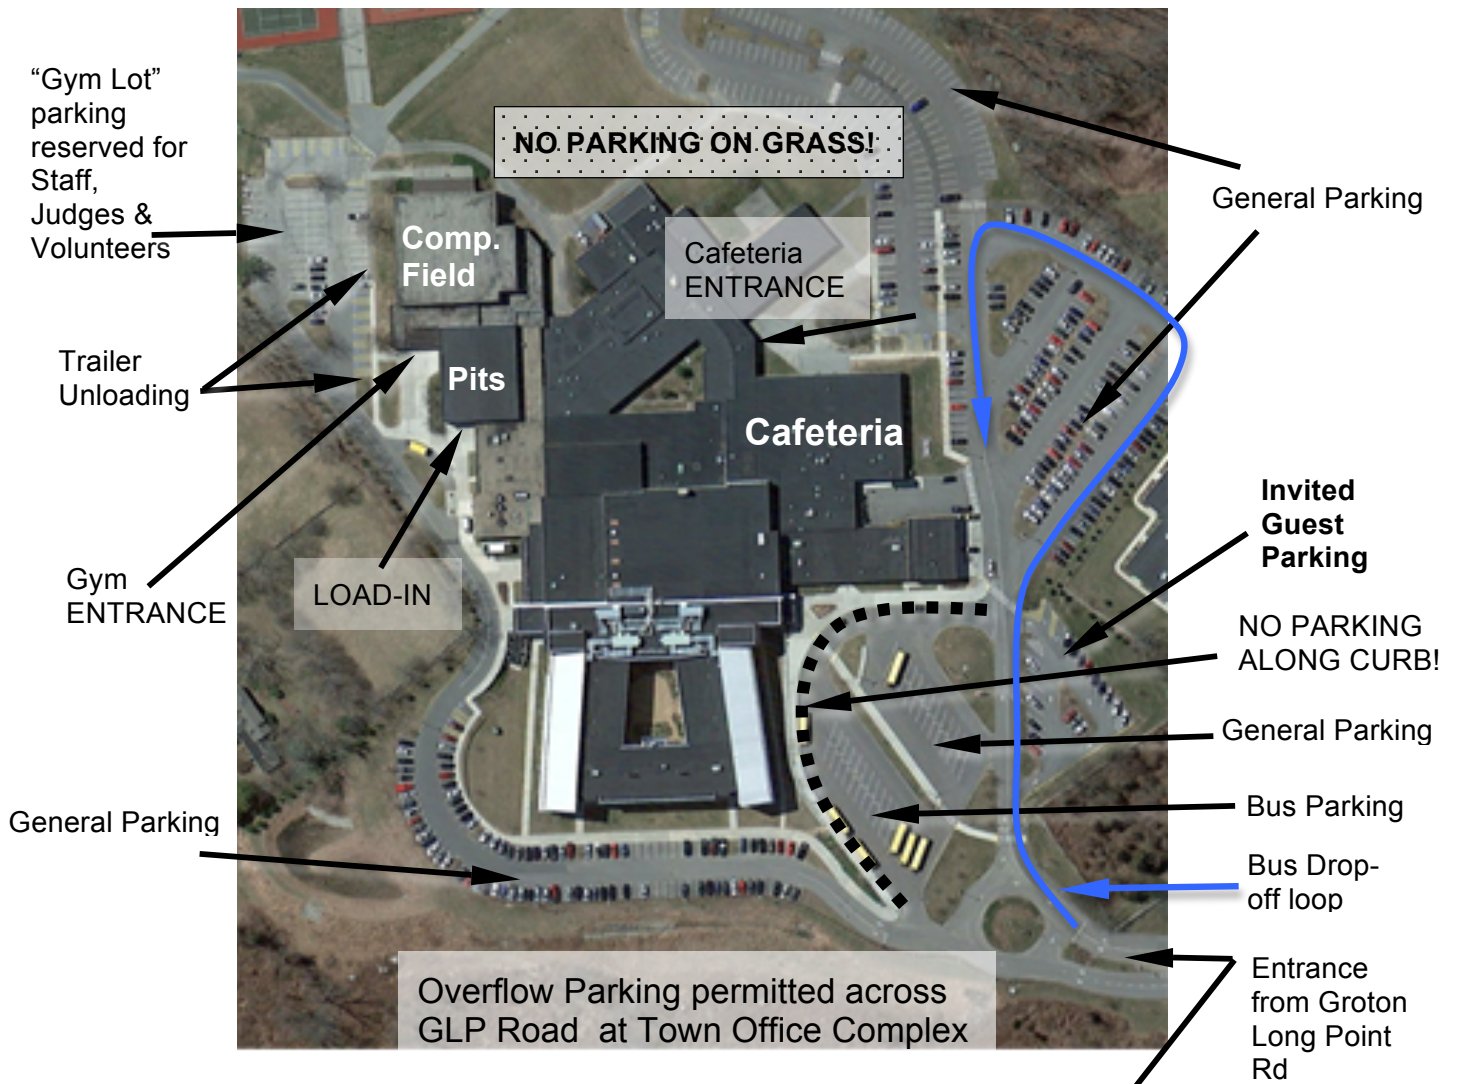 “Gym Lot”
parking
reserved for
Staff,
Judges &
Volunteers
NO PARKING ON GRASS!
General Parking
Comp.
Field
Cafeteria
ENTRANCE
Trailer
Unloading
Pits
Cafeteria
Invited
Guest
Parking
Gym
ENTRANCE
LOAD-IN
NO PARKING
ALONG CURB!
General Parking
Bus Parking
General Parking
Bus Drop-
off loop
Overflow Parking permitted across
GLP Road at Town Office Complex
Entrance
from Groton
Long Point
Rd